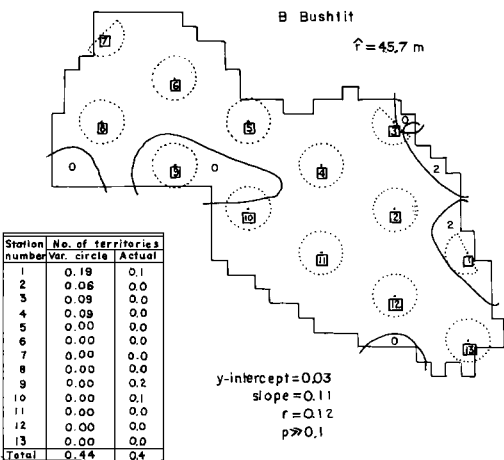 B Bushtit
r̂ = 45.7 m
7
6
8
5
3
0
0
9
0
4
2
10
2
2
11
1
12
0
13
Station number No. of territories
Var. circle Actual
1 0.19 0.1
2 0.06 0.0
3 0.09 0.0
4 0.09 0.0
5 0.00 0.0
6 0.00 0.0
7 0.00 0.0
8 0.00 0.0
9 0.00 0.2
10 0.00 0.1
11 0.00 0.0
12 0.00 0.0
13 0.00 0.0
Total 0.44 0.4
y-intercept=0.03
slope=0.11
r=0.12
p≫0.1